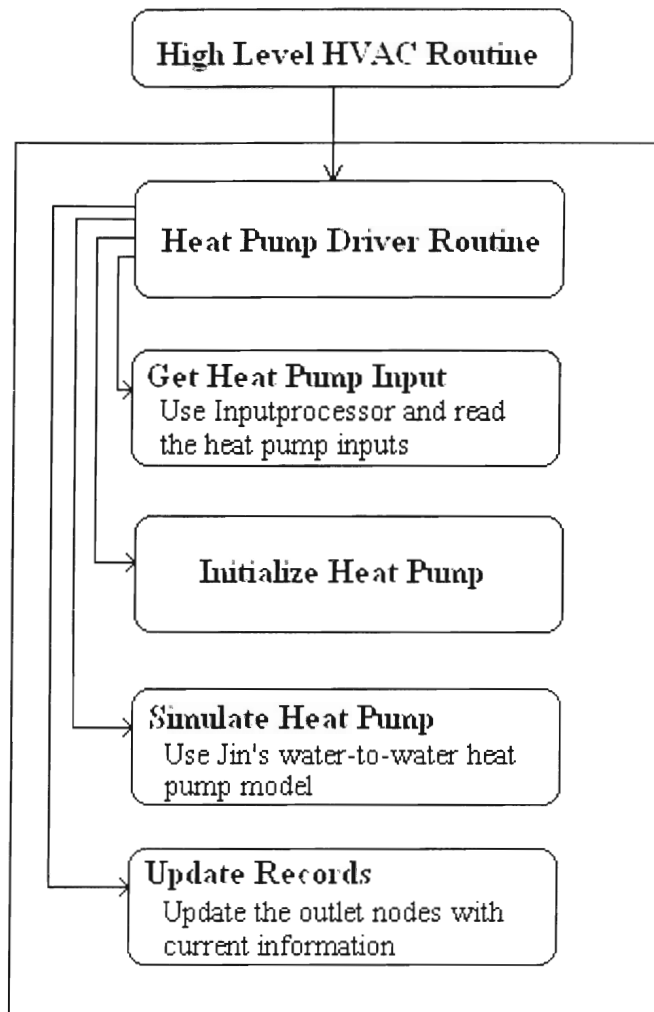 High Level HVAC Routine
Heat Pump Driver Routine
Get Heat Pump Input
Use Inputprocessor and read
the heat pump inputs
Initialize Heat Pump
Simulate Heat Pump
Use Jin's water-to-water heat
pump model
Update Records
Update the outlet nodes with
current information